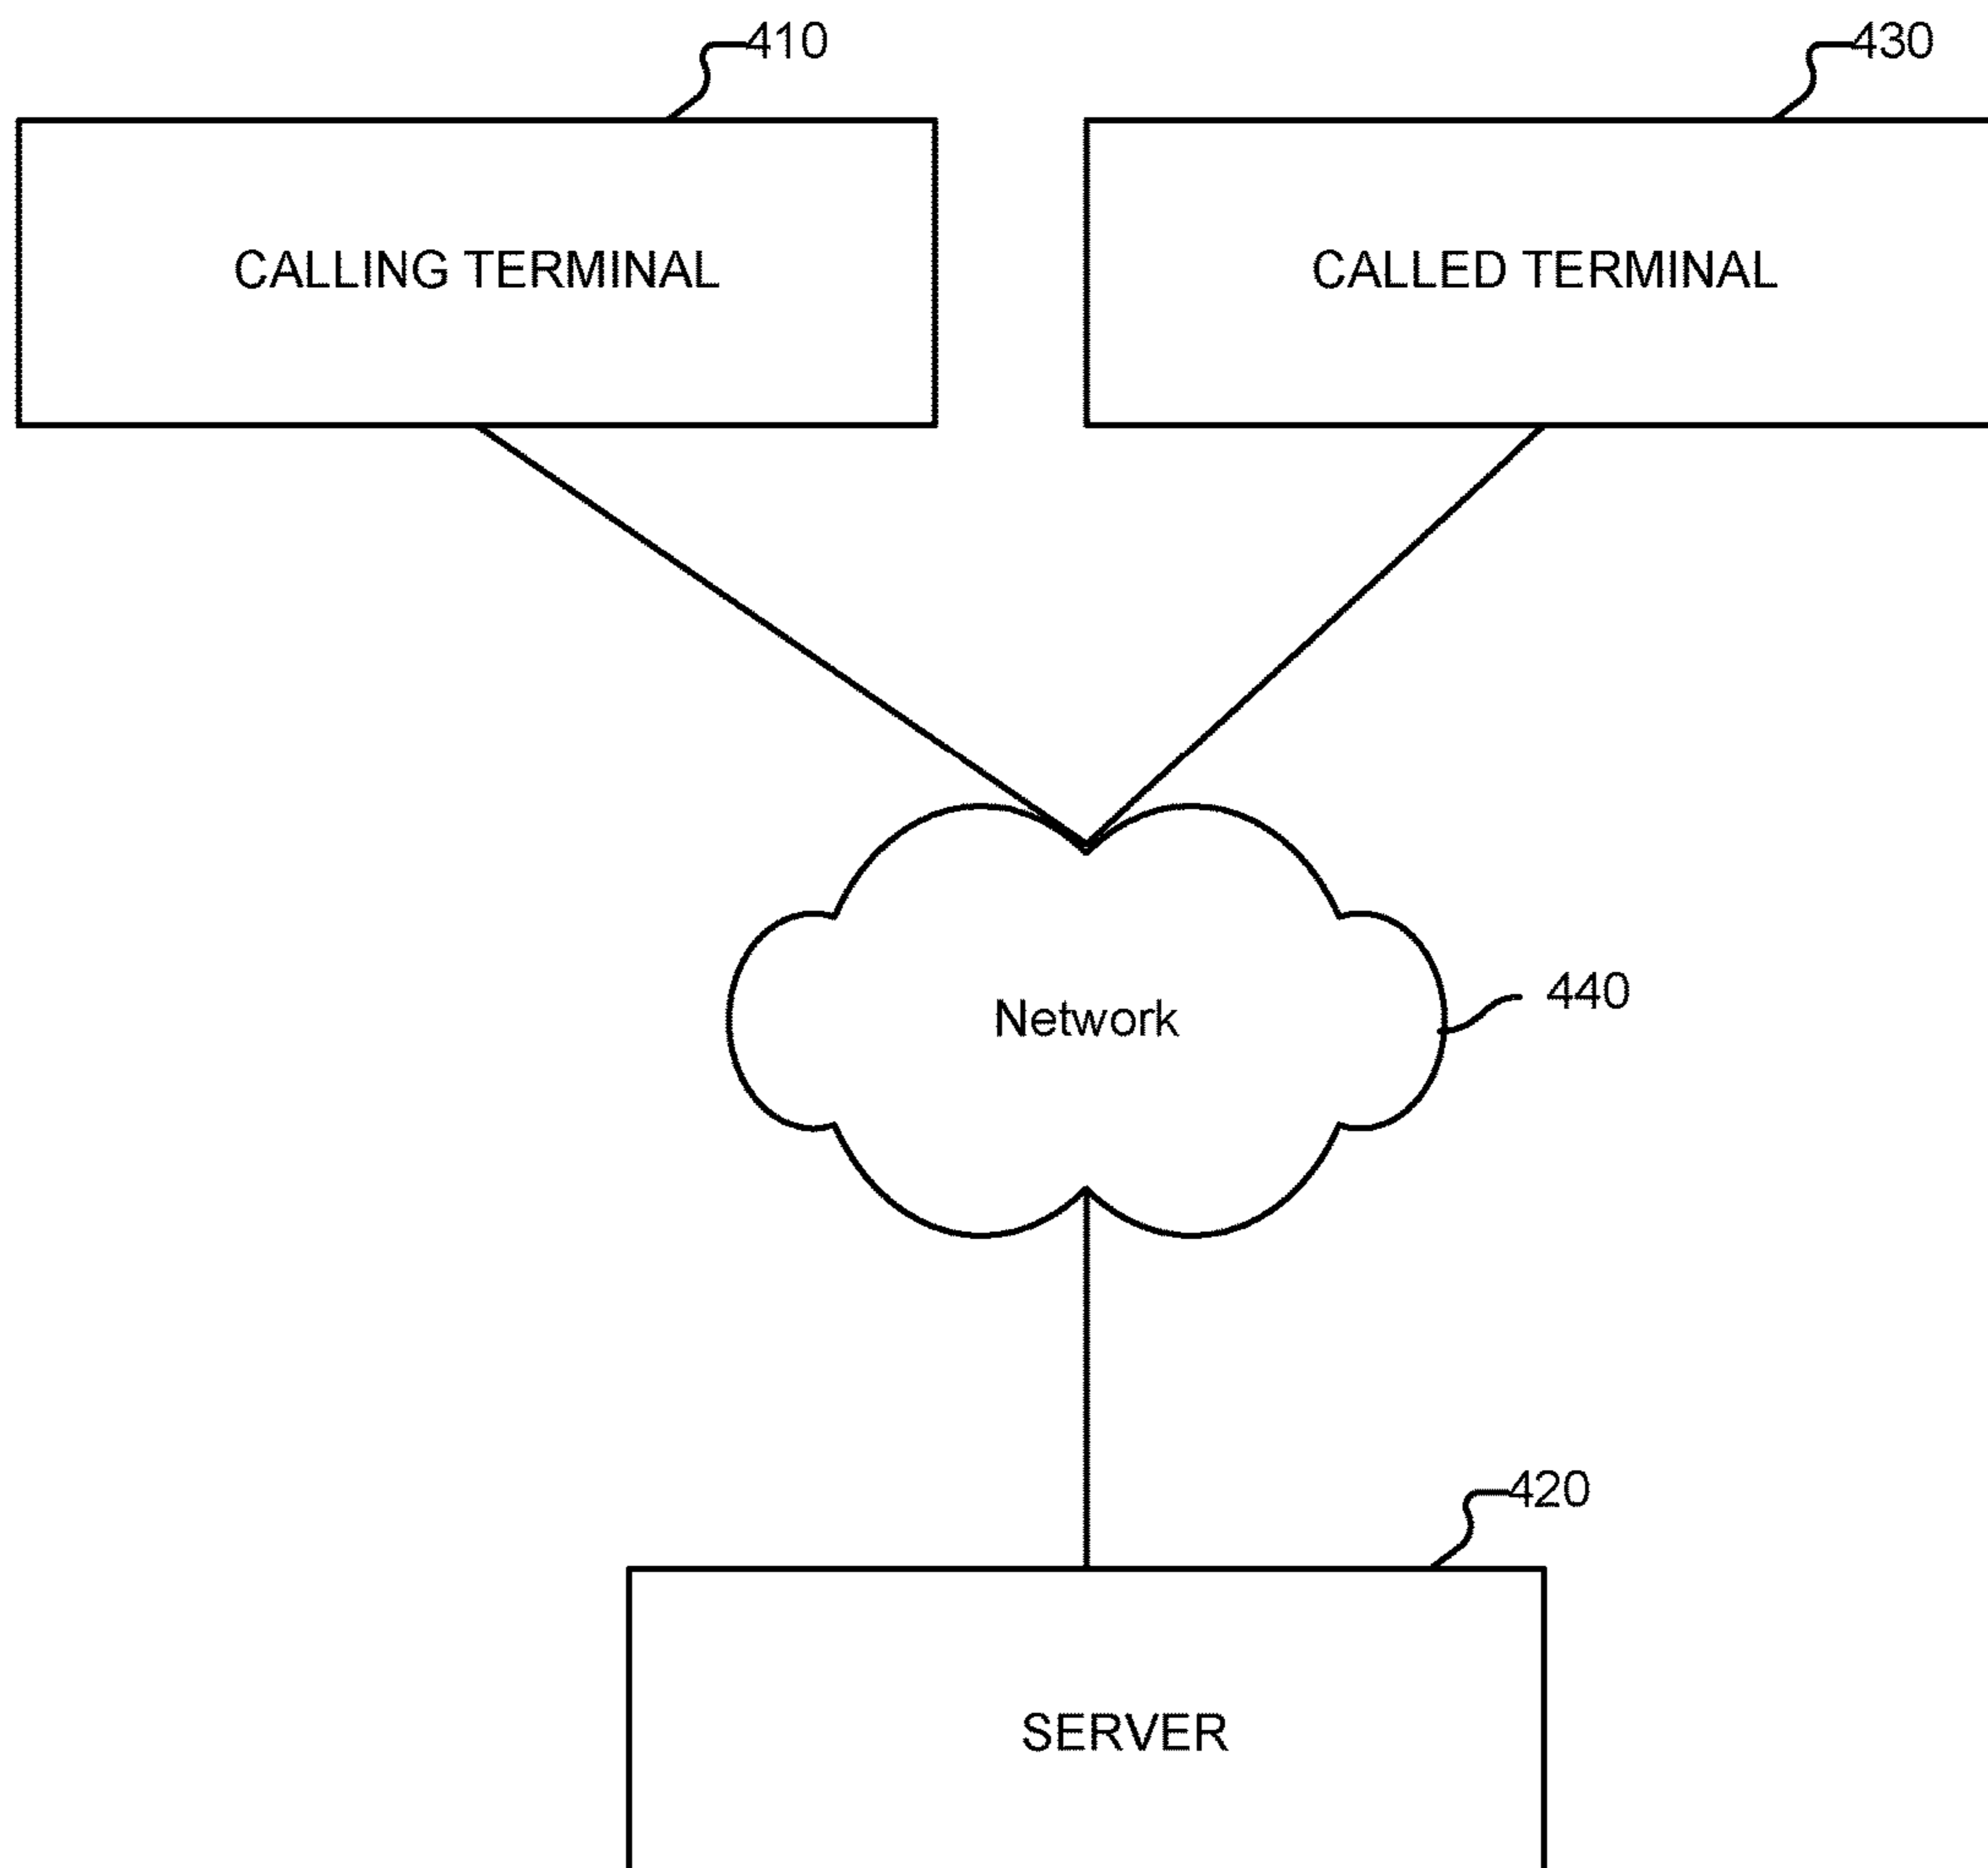 410
430
CALLING TERMINAL
CALLED TERMINAL
Network
440
420
SERVER